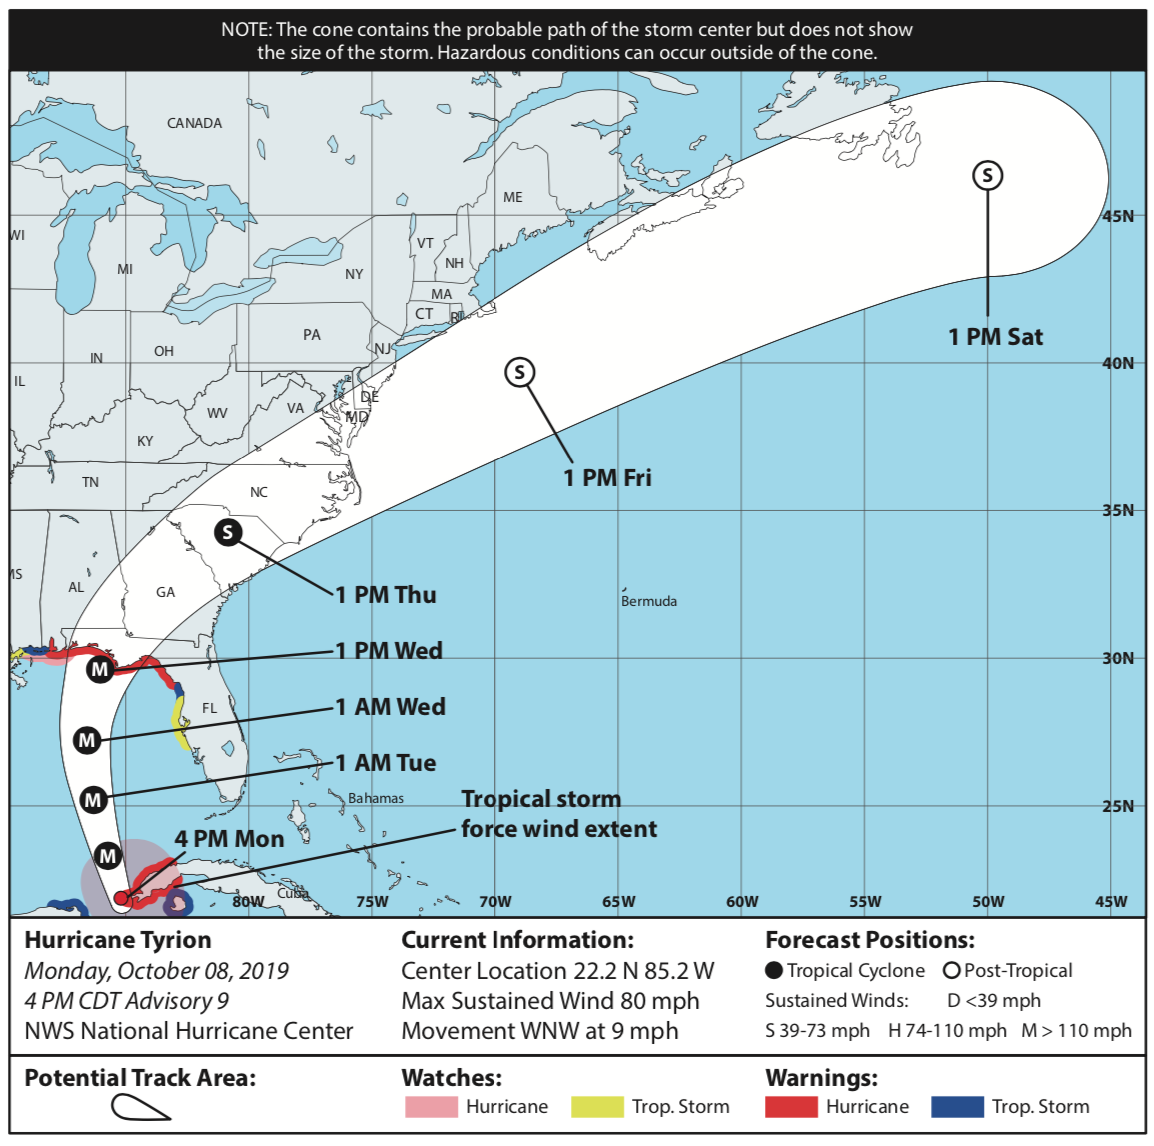 NOTE: The cone contains the probable path of the storm center but does not show
the size of the storm. Hazardous conditions can occur outside of the cone.
CANADA
ME
WI
45N
VT
MI
NH
NY
MA
CT
RI
PA
1 PM Sat
NJ
OH
IN
40N
IL
S
S
DE
WV
VA
MD
KY
1 PM Fri
TN
NC
35N
S
MS
AL
GA
1 PM Thu
Bermuda
1 PM Wed
30N
M
FL
1 AM Wed
M
1 AM Tue
M
Bahamas
Tropical storm
force wind extent
25N
4 PM Mon
M
Cuba
80W
75W
70W
65W
60W
55W
50W
45W
Hurricane Tyrion
Monday, October 08, 2019
4 PM CDT Advisory 9
NWS National Hurricane Center
Current Information:
Center Location 22.2 N 85.2 W
Max Sustained Wind 80 mph
Movement WNW at 9 mph
Forecast Positions:
Tropical Cyclone Post-Tropical
Sustained Winds: D <39 mph
S 39-73 mph H 74-110 mph M > 110 mph
Potential Track Area:
Watches:
Hurricane Trop. Storm
Warnings:
Hurricane Trop. Storm